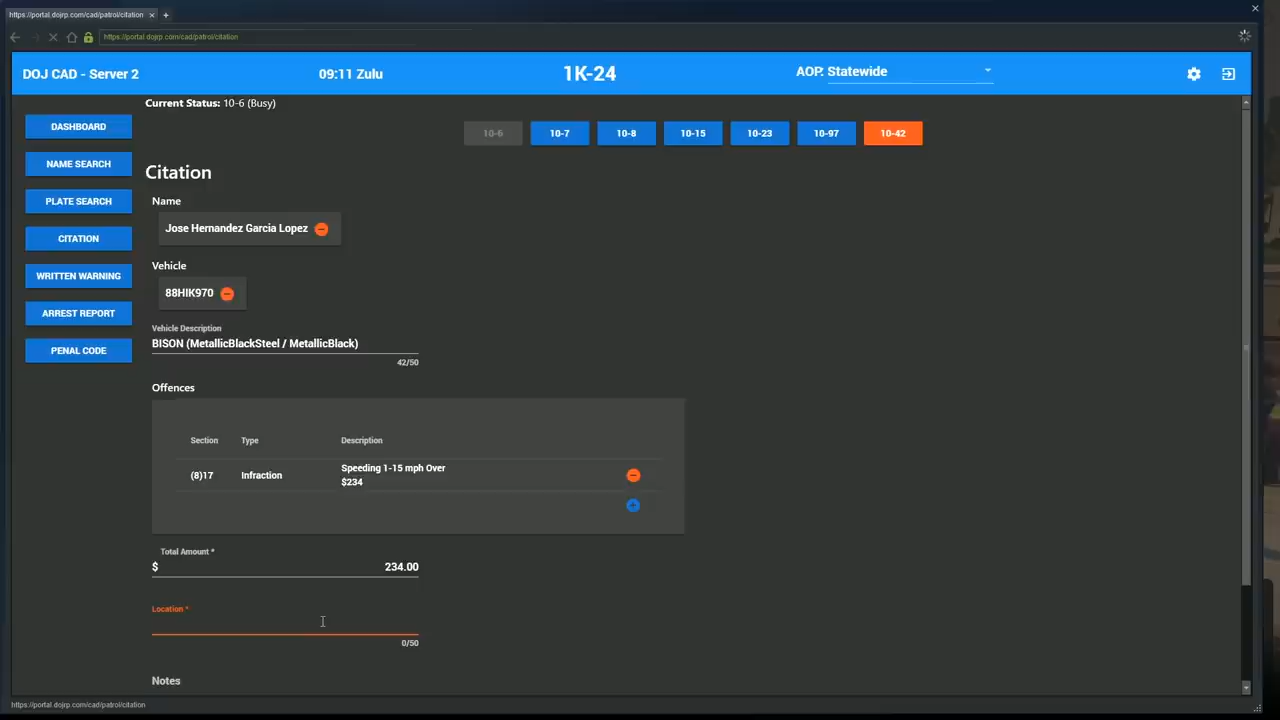 https://portal.dojrp.com/cad/patrol/citation
https://portal.dojrp.com/cad/patrol/citation
DOJ CAD - Server 2
09:11 Zulu
1K-24
AOP: Statewide
Current Status: 10-6 (Busy)
10-6
10-7
10-8
10-15
10-23
10-97
10-42
DASHBOARD
NAME SEARCH
PLATE SEARCH
CITATION
WRITTEN WARNING
ARREST REPORT
PENAL CODE
Citation
Name
Jose Hernandez Garcia Lopez
Vehicle
88HIK970
Vehicle Description
BISON (MetallicBlackSteel / MetallicBlack)
42/50
Offences
Section Type Description
(8)17 Infraction Speeding 1-15 mph Over
$234
Total Amount *
$ 234.00
Location *
0/50
Notes
https://portal.dojrp.com/cad/patrol/citation